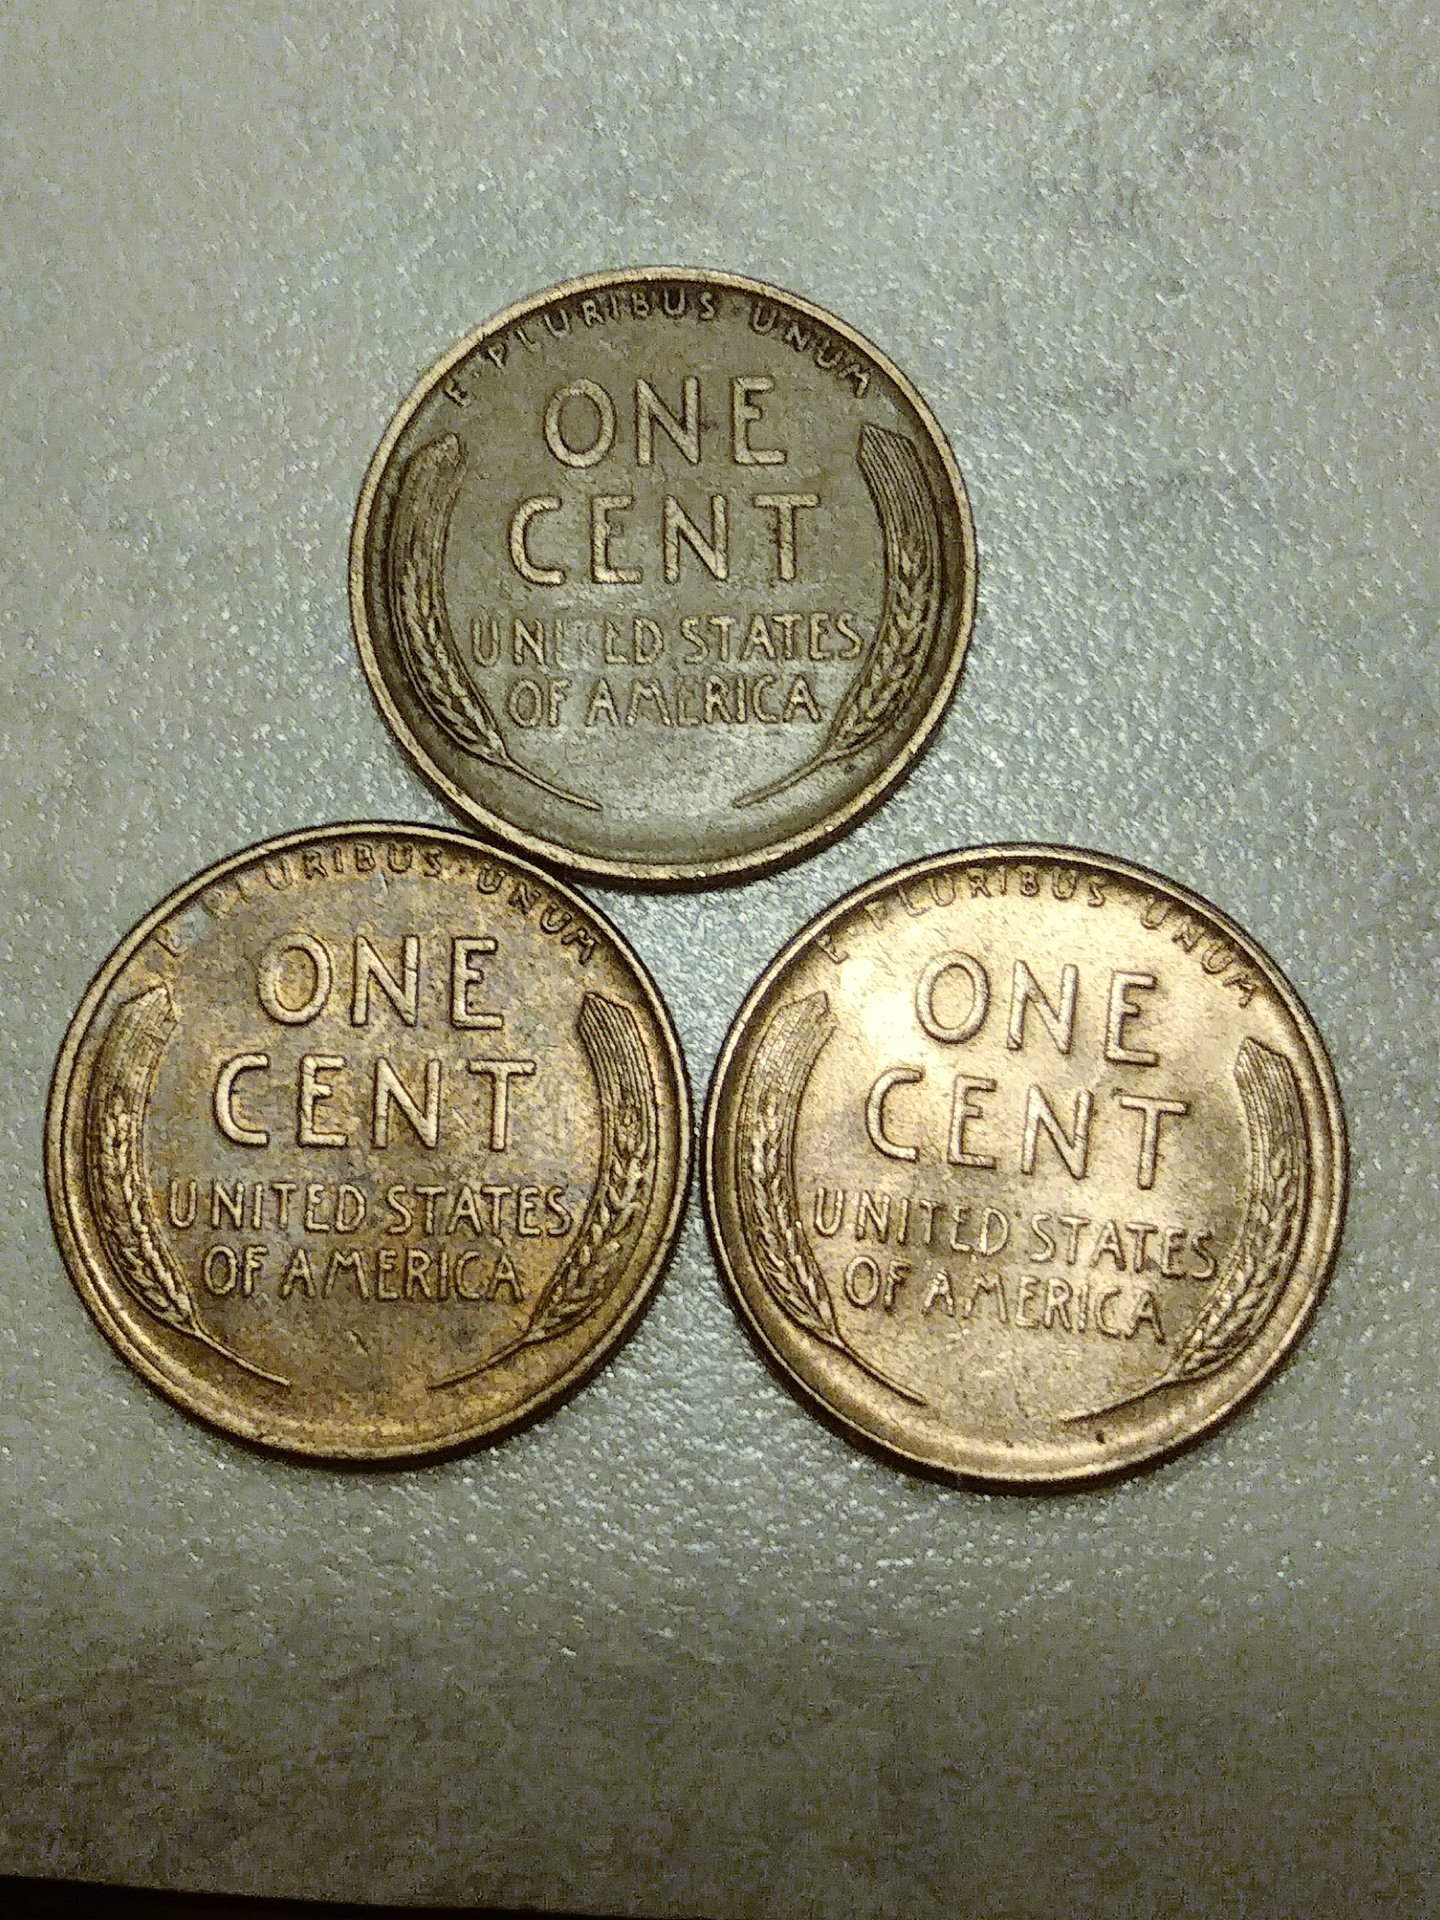 E · PLURIBUS · UNUM
ONE
CENT
UNITED STATES
OF AMERICA
E · PLURIBUS · UNUM
ONE
CENT
UNITED STATES
OF AMERICA
E · PLURIBUS · UNUM
ONE
CENT
UNITED STATES
OF AMERICA